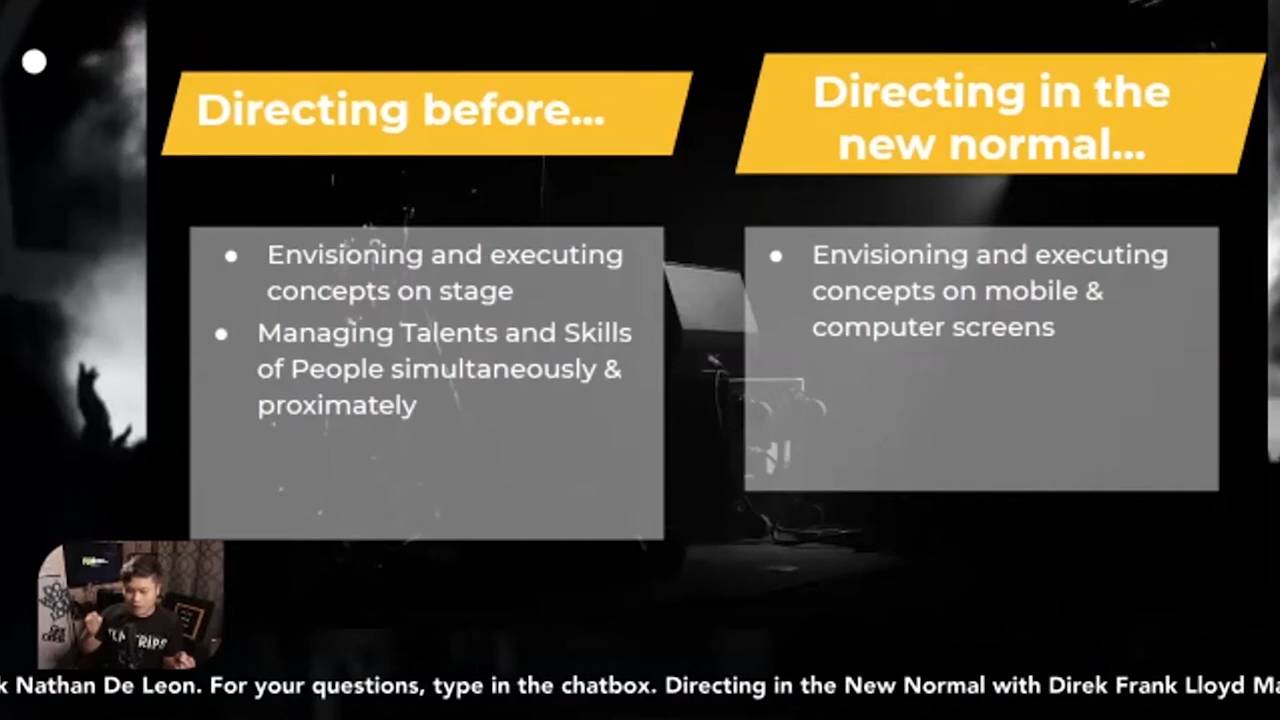 Directing before...
Directing in the
new normal...
Envisioning and executing
concepts on stage
Managing Talents and Skills
of People simultaneously &
proximately
Envisioning and executing
concepts on mobile &
computer screens
k Nathan De Leon. For your questions, type in the chatbox. Directing in the New Normal with Direk Frank Lloyd Ma